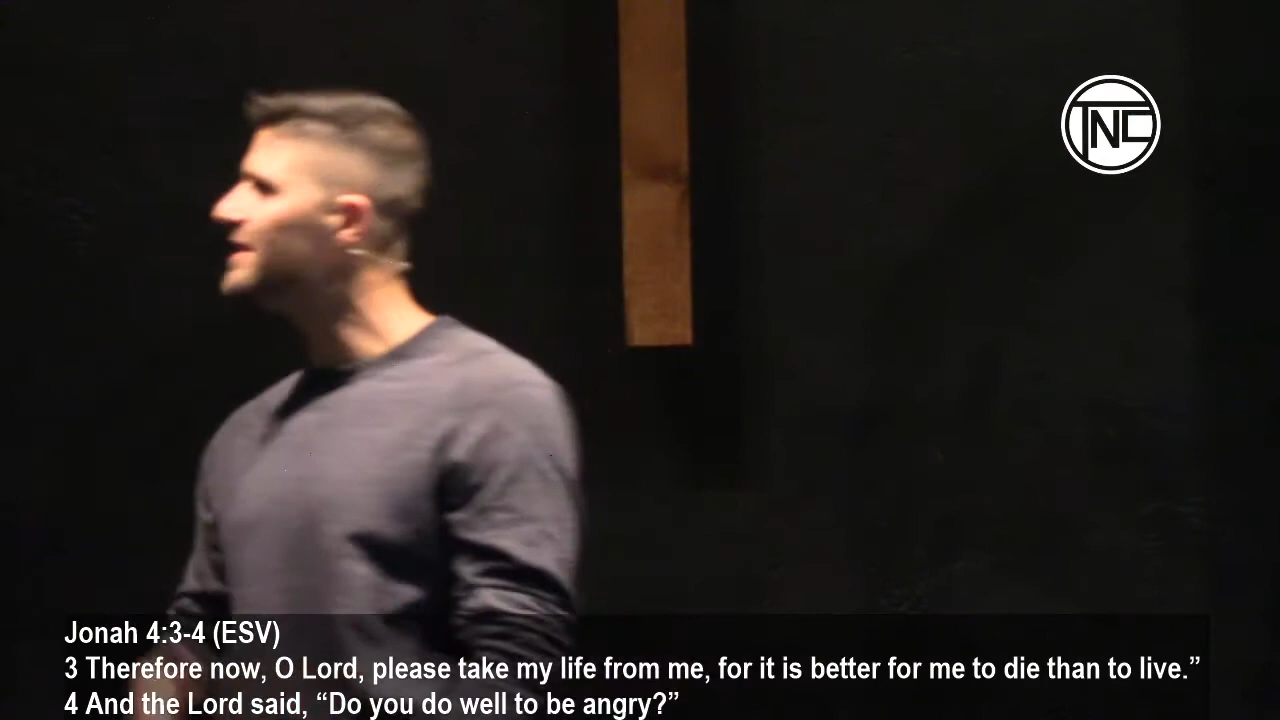 TNC
Jonah 4:3-4 (ESV)
3 Therefore now, O Lord, please take my life from me, for it is better for me to die than to live.”
4 And the Lord said, “Do you do well to be angry?”